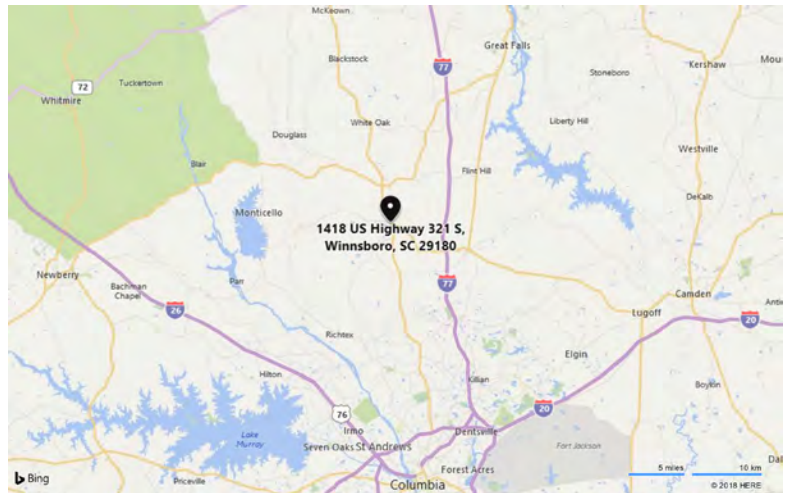 McKeown
Great Falls
77
Blackstock
Kershaw
Stoneboro
72
Tuckertown
Whitmire
White Oak
Liberty Hill
Douglass
Westville
Blair
Flint Hill
DeKalb
Monticello
1418 US Highway 321 S,
Winnsboro, SC 29180
Newberry
Parr
77
Bachman
Chapel
Camden
26
Lugoff
20
Richtex
Elgin
Hilton
Killian
Boykin
76
20
Irmo
Lake
Murray
Dentsville
Seven Oaks
St Andrews
Fort Jackson
Forest Acres
5 miles
10 km
Bing
Priceville
Columbia
© 2018 HERE